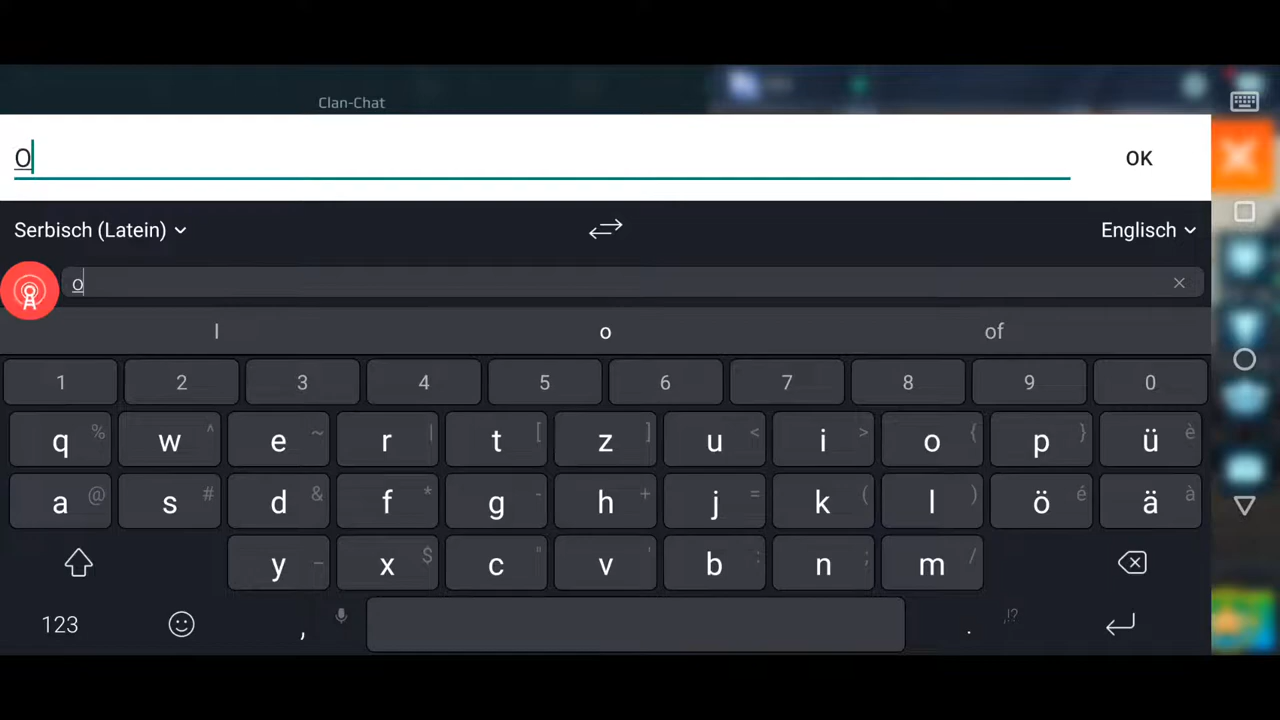 Clan-Chat
O
OK
Serbisch (Latein)
Englisch
o
l o of
1 2 3 4 5 6 7 8 9 0
q % w ^ e ~ r | t [ z ] u < i > o { p } ü è
a @ s # d & f * g - h + j = k ( l ) ö é ä à
y _ x $ c " v ' b : n ; m /
123 , . ,!?